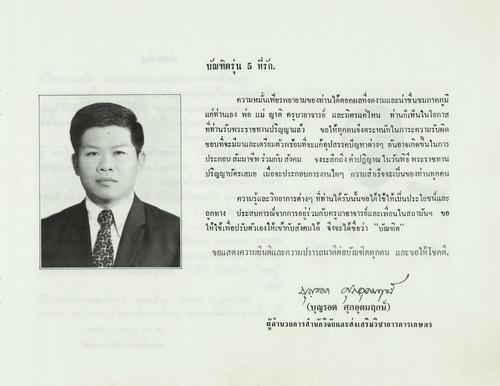 บัณฑิตรุ่น 5 ที่รัก.
ความหมั่นเพียรพยายามของท่านได้ดอกผลที่งดงามและน่าชื่นชมภาคภูมิ
แก่ท่านเอง พ่อ แม่ ญาติ ครูบาอาจารย์ และมิตรแค่ไหน ท่านก็เห็นในโอกาส
ที่ท่านรับพระราชทานปริญญาแล้ว ขอให้ทุกคนจงตระหนักในภาระความรับผิด
ชอบที่จะมีมาและเตรียมตัวพร้อมที่จะแก้อุปสรรคปัญหาต่างๆ อันอาจเกิดขึ้นในการ
ประกอบ สัมมาชีพ ร่วมกับ สังคม จงระลึกถึง คำปฏิญาณ ในวันพิธี พระราชทาน
ปริญญาบัตรเสมอ เมื่อจะประกอบการงานใดๆ ความสำเร็จจะเป็นของท่านทุกคน
ความรู้และวิทยาการต่างๆ ที่ท่านได้รับนั้นขอได้ใช้ให้เป็นประโยชน์และ
ถูกทาง ประสบการณ์จากการอยู่ร่วมกับครูบาอาจารย์และเพื่อนในสถาบันฯ ขอ
ให้ใช้เพื่อปรับตัวเองให้เข้ากับสังคมได้ จึงจะได้ชื่อว่า "บัณฑิต"
ขอแสดงความยินดีและความปรารถนาดีต่อบัณฑิตทุกคน และขอให้โชคดี.
บุญรอด ศุภอุดมฤกษ์
(บุญรอด ศุภอุดมฤกษ์)
ผู้อำนวยการสำนักวิจัยและส่งเสริมวิชาการการเกษตร